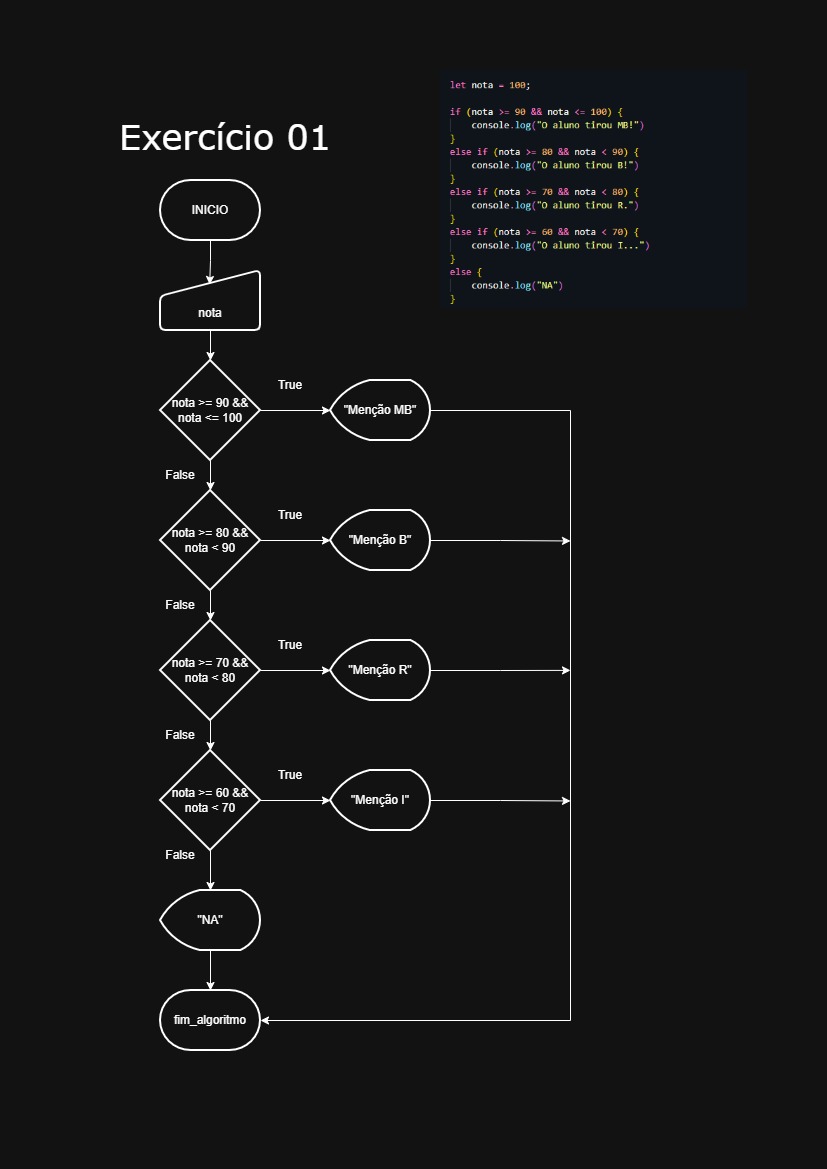 Exercício 01
let nota = 100;
if (nota >= 90 && nota <= 100) {
console.log("O aluno tirou MB!")
}
else if (nota >= 80 && nota < 90) {
console.log("O aluno tirou B!")
}
else if (nota >= 70 && nota < 80) {
console.log("O aluno tirou R.")
}
else if (nota >= 60 && nota < 70) {
console.log("O aluno tirou I...")
}
else {
console.log("NA")
}
INICIO
nota
nota >= 90 &&
nota <= 100
True
"Menção MB"
False
nota >= 80 &&
nota < 90
True
"Menção B"
False
nota >= 70 &&
nota < 80
True
"Menção R"
False
nota >= 60 &&
nota < 70
True
"Menção I"
False
"NA"
fim_algoritmo